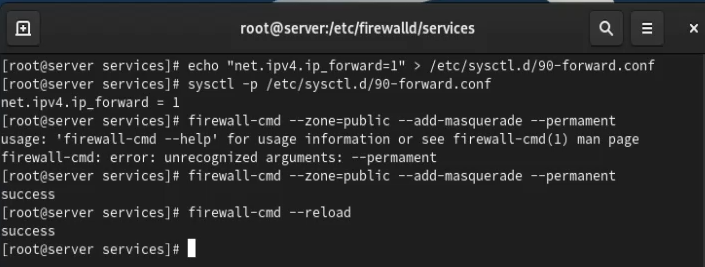 root@server:/etc/firewalld/services
[root@server services]# echo "net.ipv4.ip_forward=1" > /etc/sysctl.d/90-forward.conf
[root@server services]# sysctl -p /etc/sysctl.d/90-forward.conf
net.ipv4.ip_forward = 1
[root@server services]# firewall-cmd --zone=public --add-masquerade --permament
usage: 'firewall-cmd --help' for usage information or see firewall-cmd(1) man page
firewall-cmd: error: unrecognized arguments: --permament
[root@server services]# firewall-cmd --zone=public --add-masquerade --permanent
success
[root@server services]# firewall-cmd --reload
success
[root@server services]#